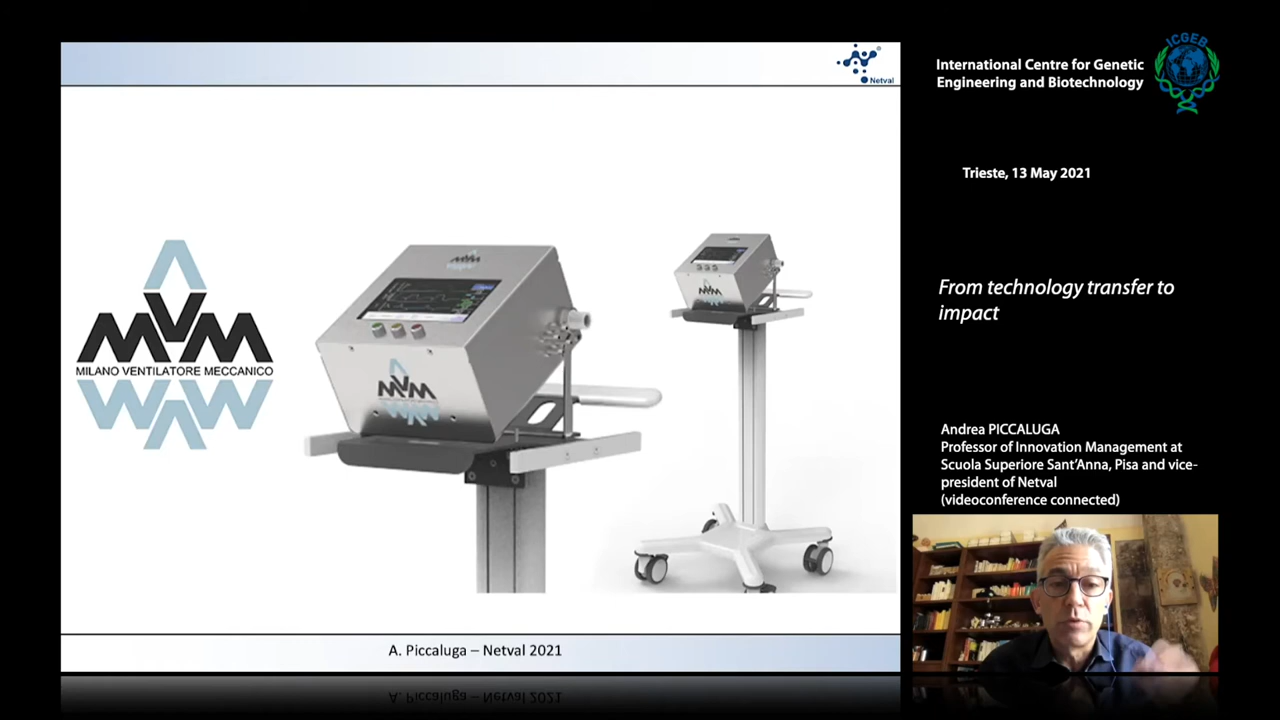 Netval
MVM
MILANO VENTILATORE MECCANICO
MVM
MVM
A. Piccaluga – Netval 2021
International Centre for Genetic
Engineering and Biotechnology
ICGEB
Trieste, 13 May 2021
From technology transfer to
impact
Andrea PICCALUGA
Professor of Innovation Management at
Scuola Superiore Sant’Anna, Pisa and vice-
president of Netval
(videoconference connected)